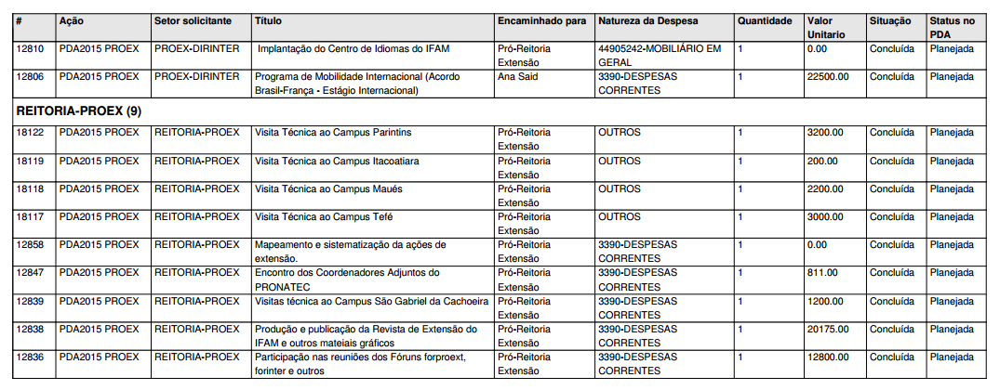 # Ação Setor solicitante Título Encaminhado para Natureza da Despesa Quantidade Valor Unitario Situação Status no PDA
12810 PDA2015 PROEX PROEX-DIRINTER Implantação do Centro de Idiomas do IFAM Pró-Reitoria Extensão 44905242-MOBILIÁRIO EM GERAL 1 0.00 Concluída Planejada
12806 PDA2015 PROEX PROEX-DIRINTER Programa de Mobilidade Internacional (Acordo Brasil-França - Estágio Internacional) Ana Said 3390-DESPESAS CORRENTES 1 22500.00 Concluída Planejada
REITORIA-PROEX (9)
18122 PDA2015 PROEX REITORIA-PROEX Visita Técnica ao Campus Parintins Pró-Reitoria Extensão OUTROS 1 3200.00 Concluída Planejada
18119 PDA2015 PROEX REITORIA-PROEX Visita Técnica ao Campus Itacoatiara Pró-Reitoria Extensão OUTROS 1 200.00 Concluída Planejada
18118 PDA2015 PROEX REITORIA-PROEX Visita Técnica ao Campus Maués Pró-Reitoria Extensão OUTROS 1 2200.00 Concluída Planejada
18117 PDA2015 PROEX REITORIA-PROEX Visita Técnica ao Campus Tefé Pró-Reitoria Extensão OUTROS 1 3000.00 Concluída Planejada
12858 PDA2015 PROEX REITORIA-PROEX Mapeamento e sistematização da ações de extensão. Pró-Reitoria Extensão 3390-DESPESAS CORRENTES 1 0.00 Concluída Planejada
12847 PDA2015 PROEX REITORIA-PROEX Encontro dos Coordenadores Adjuntos do PRONATEC Pró-Reitoria Extensão 3390-DESPESAS CORRENTES 1 811.00 Concluída Planejada
12839 PDA2015 PROEX REITORIA-PROEX Visitas técnica ao Campus São Gabriel da Cachoeira Pró-Reitoria Extensão 3390-DESPESAS CORRENTES 1 1200.00 Concluída Planejada
12838 PDA2015 PROEX REITORIA-PROEX Produção e publicação da Revista de Extensão do IFAM e outros mateiais gráficos Pró-Reitoria Extensão 3390-DESPESAS CORRENTES 1 20175.00 Concluída Planejada
12836 PDA2015 PROEX REITORIA-PROEX Participação nas reuniões dos Fóruns forproext, forinter e outros Pró-Reitoria Extensão 3390-DESPESAS CORRENTES 1 12800.00 Concluída Planejada